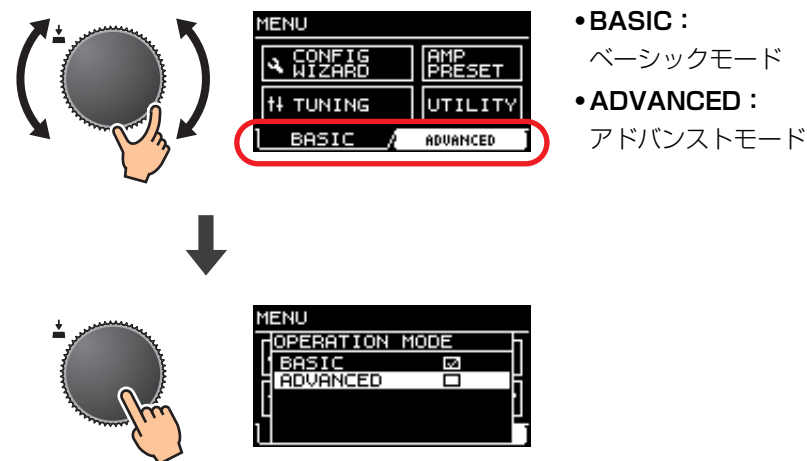 MENU
CONFIG WIZARD
AMP PRESET
TUNING
UTILITY
BASIC
ADVANCED
•BASIC：
ベーシックモード
•ADVANCED：
アドバンストモード
MENU
OPERATION MODE
BASIC
ADVANCED